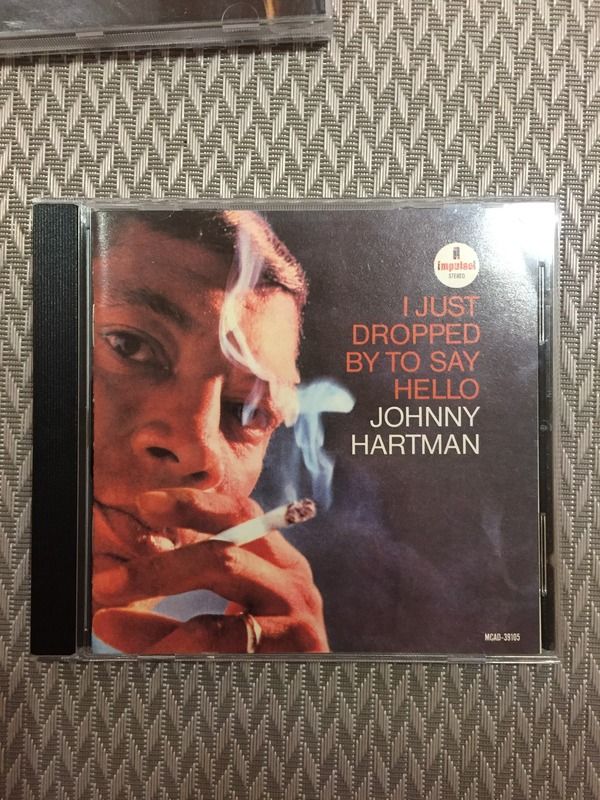 impulse!
STEREO
I JUST
DROPPED
BY TO SAY
HELLO
JOHNNY
HARTMAN
MCAD-39105